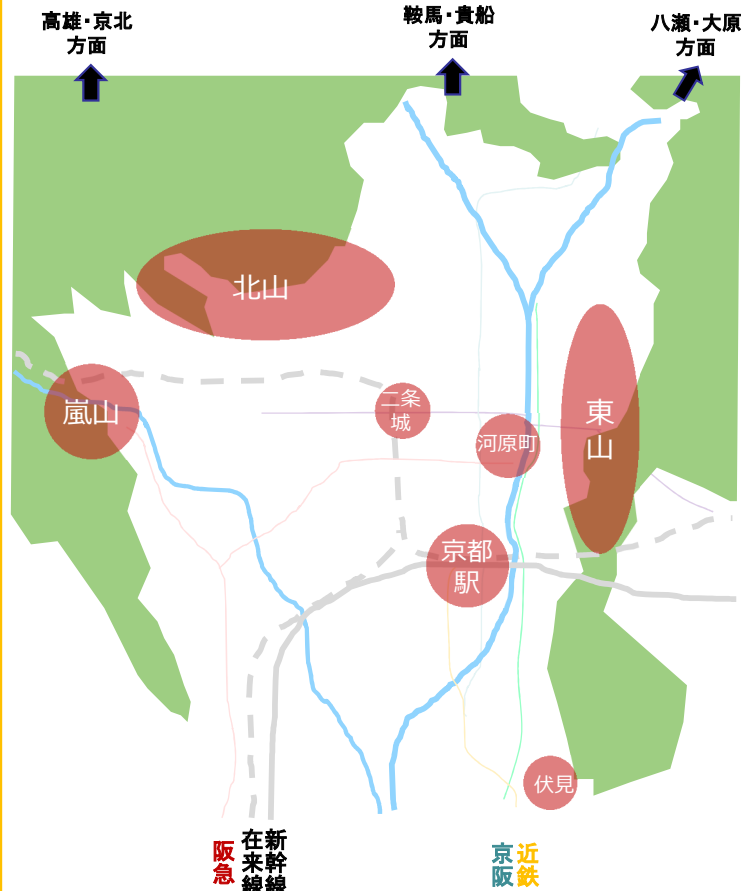 高雄・京北
方面
鞍馬・貴船
方面
八瀬・大原
方面
北山
嵐山
二条
城
河原町
東
山
京都
駅
伏見
阪急
在来線
新幹線
京阪
近鉄